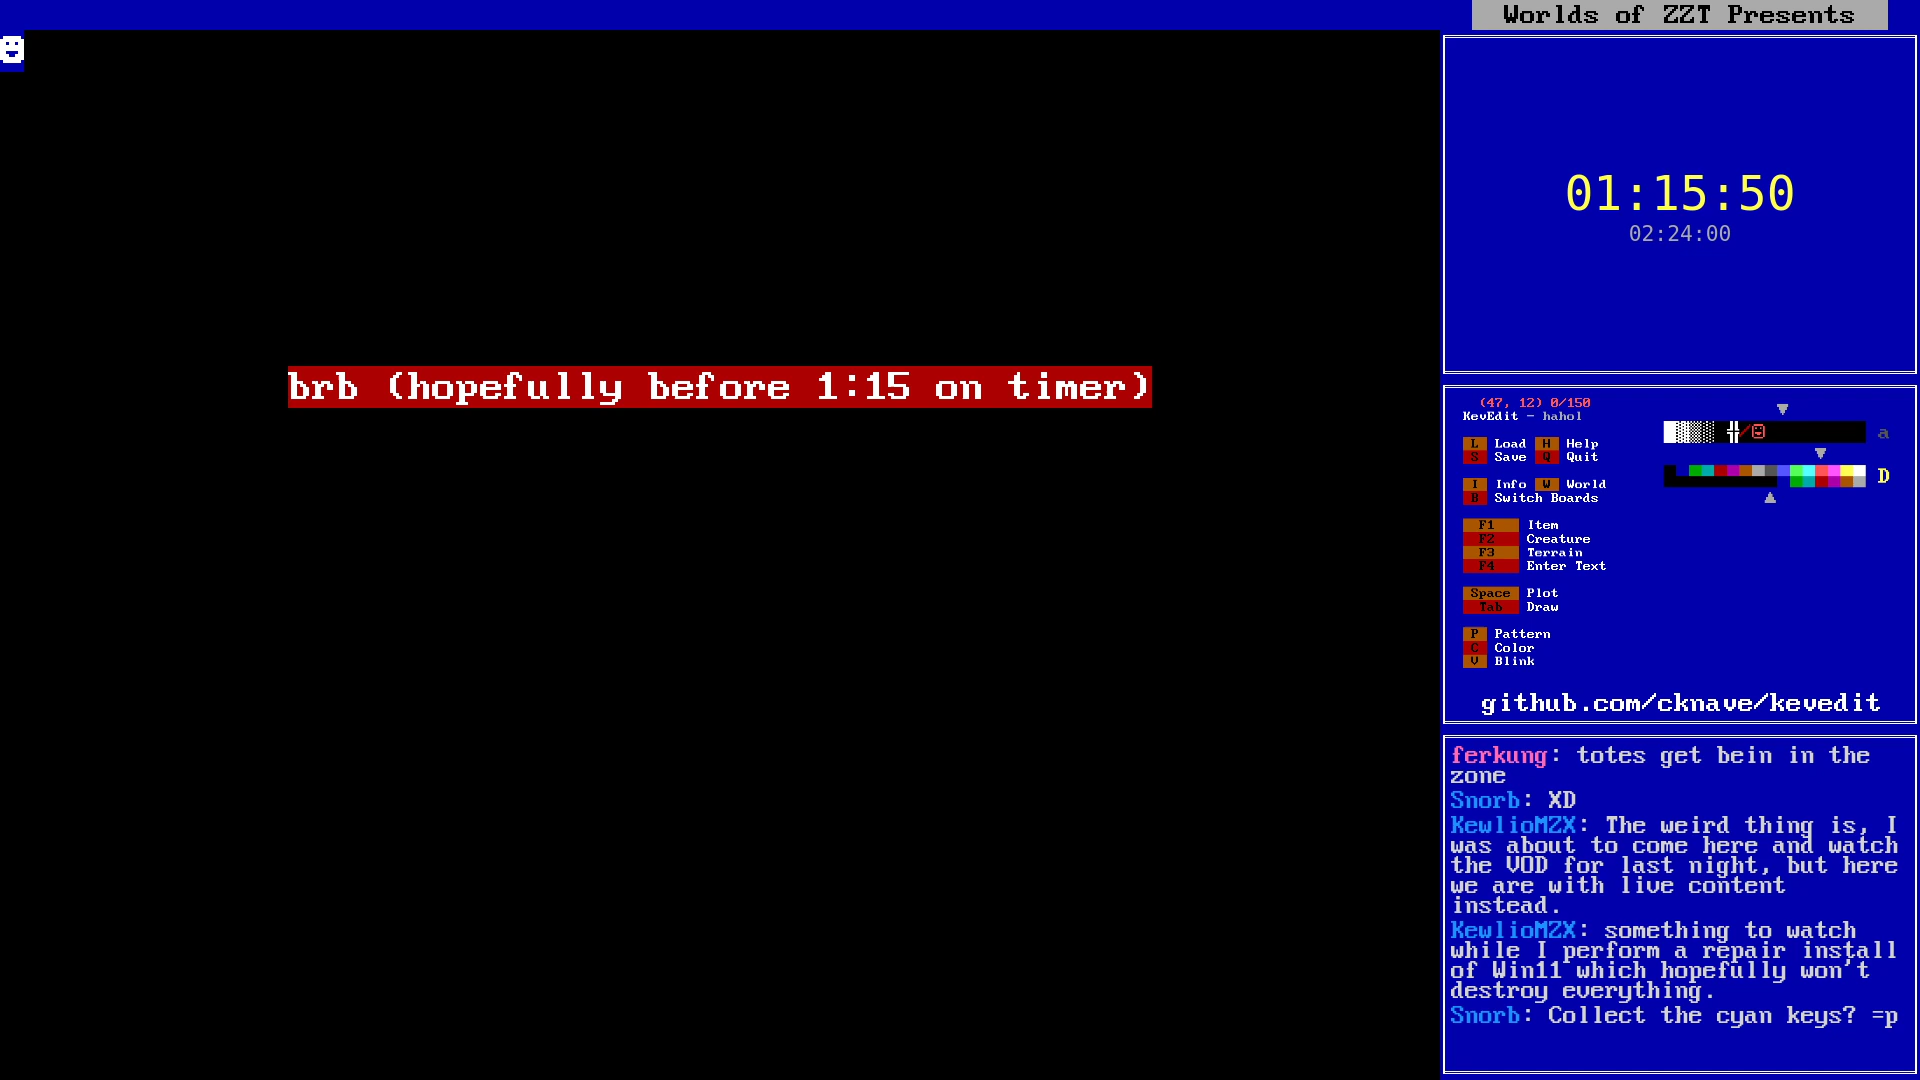 Worlds of ZZT Presents
brb (hopefully before 1:15 on timer)
01:15:50
02:24:00
(47, 12) 0/150
KevEdit - hahol
L Load H Help
S Save Q Quit
I Info W World
B Switch Boards
F1 Item
F2 Creature
F3 Terrain
F4 Enter Text
Space Plot
Tab Draw
P Pattern
C Color
V Blink
a
D
github.com/cknave/kevedit
ferkung: totes get bein in the
zone
Snorb: XD
KewlioMZX: The weird thing is, I
was about to come here and watch
the VOD for last night, but here
we are with live content
instead.
KewlioMZX: something to watch
while I perform a repair install
of Win11 which hopefully won't
destroy everything.
Snorb: Collect the cyan keys? =p